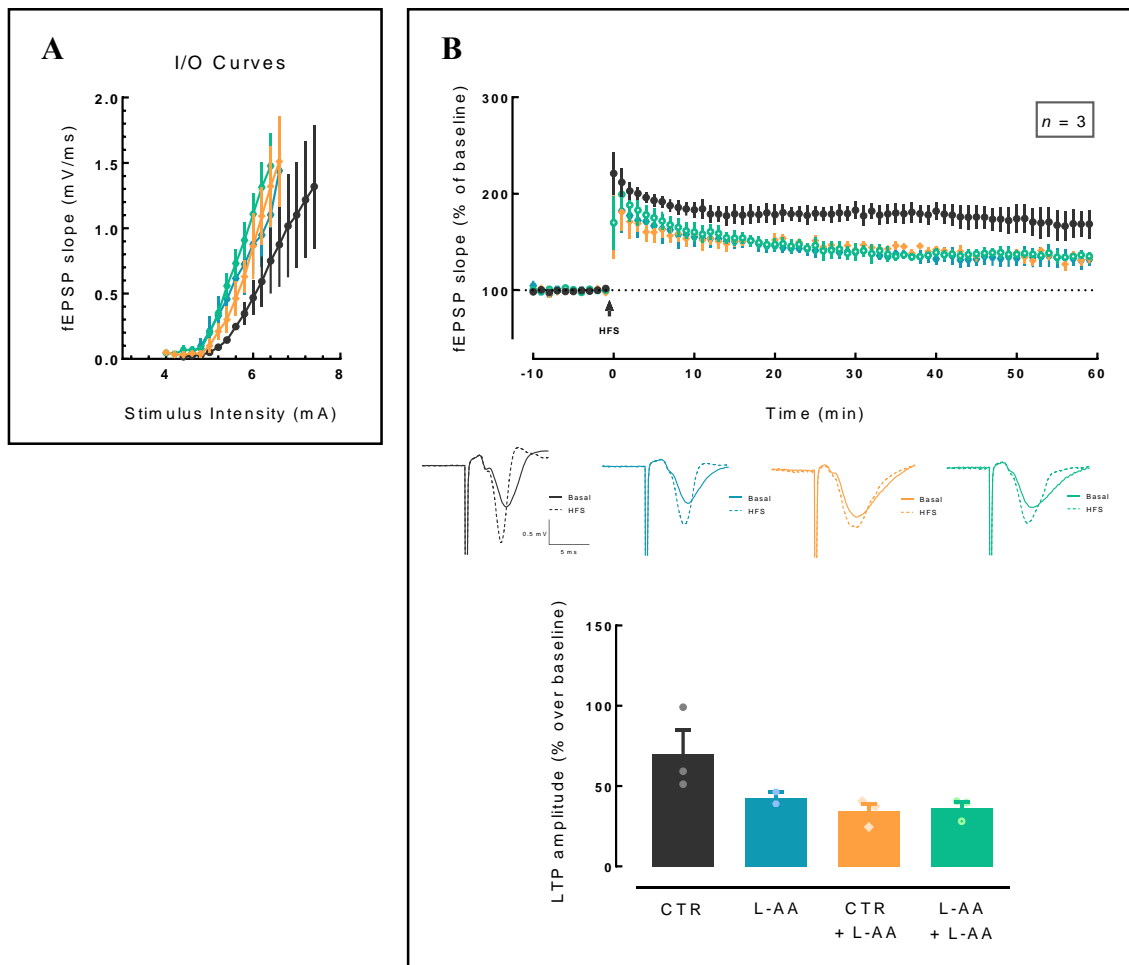 A
I/O Curves
fEPSP slope (mV/ms)
2.0
1.5
1.0
0.5
0.0
4
6
8
Stimulus Intensity (mA)
B
fEPSP slope (% of baseline)
300
200
100
n = 3
HFS
-10
0
10
20
30
40
50
60
Time (min)
Basal
HFS
0.5 mV
5 ms
Basal
HFS
Basal
HFS
Basal
HFS
LTP amplitude (% over baseline)
150
100
50
0
CTR
L-AA
CTR
+ L-AA
L-AA
+ L-AA